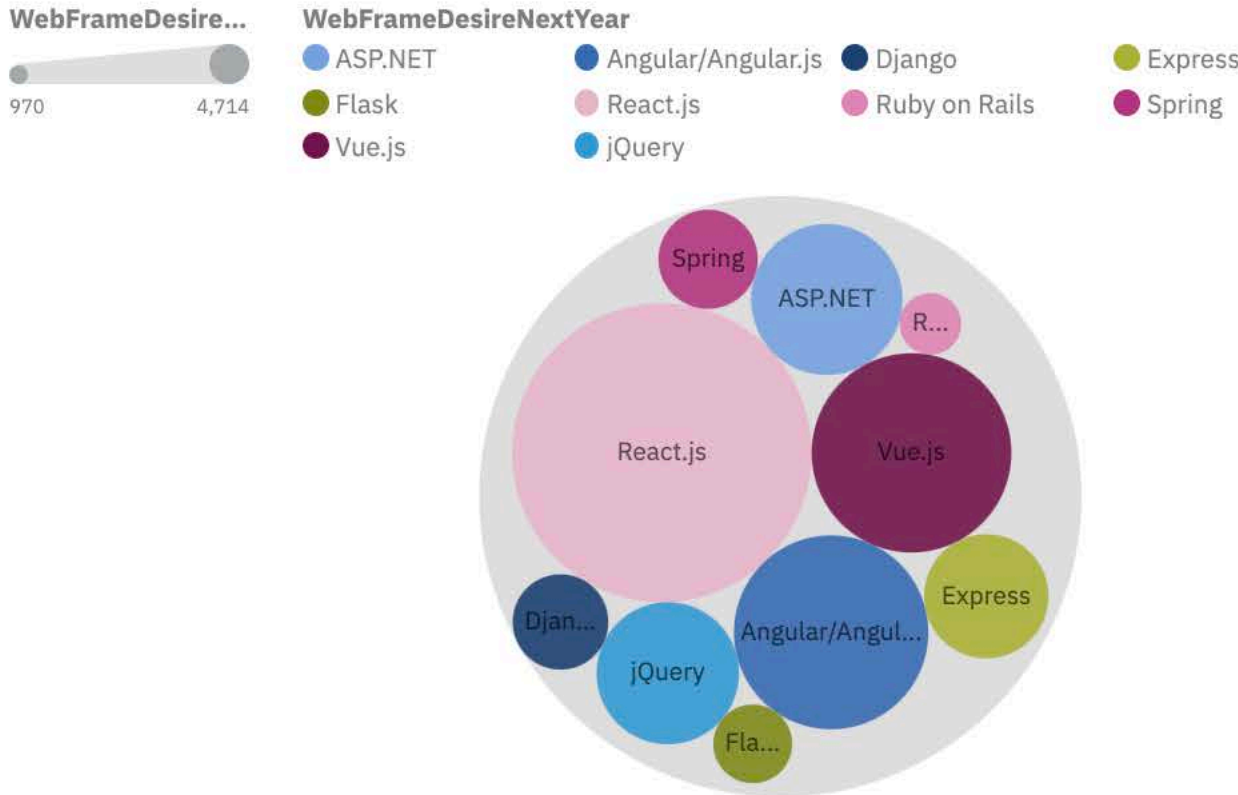 WebFrameDesire... WebFrameDesireNextYear
ASP.NET Angular/Angular.js Django Express
970 4,714
Flask React.js Ruby on Rails Spring
Vue.js jQuery
Spring
ASP.NET
R...
React.js
Vue.js
Express
Djan...
Angular/Angul...
jQuery
Fla...